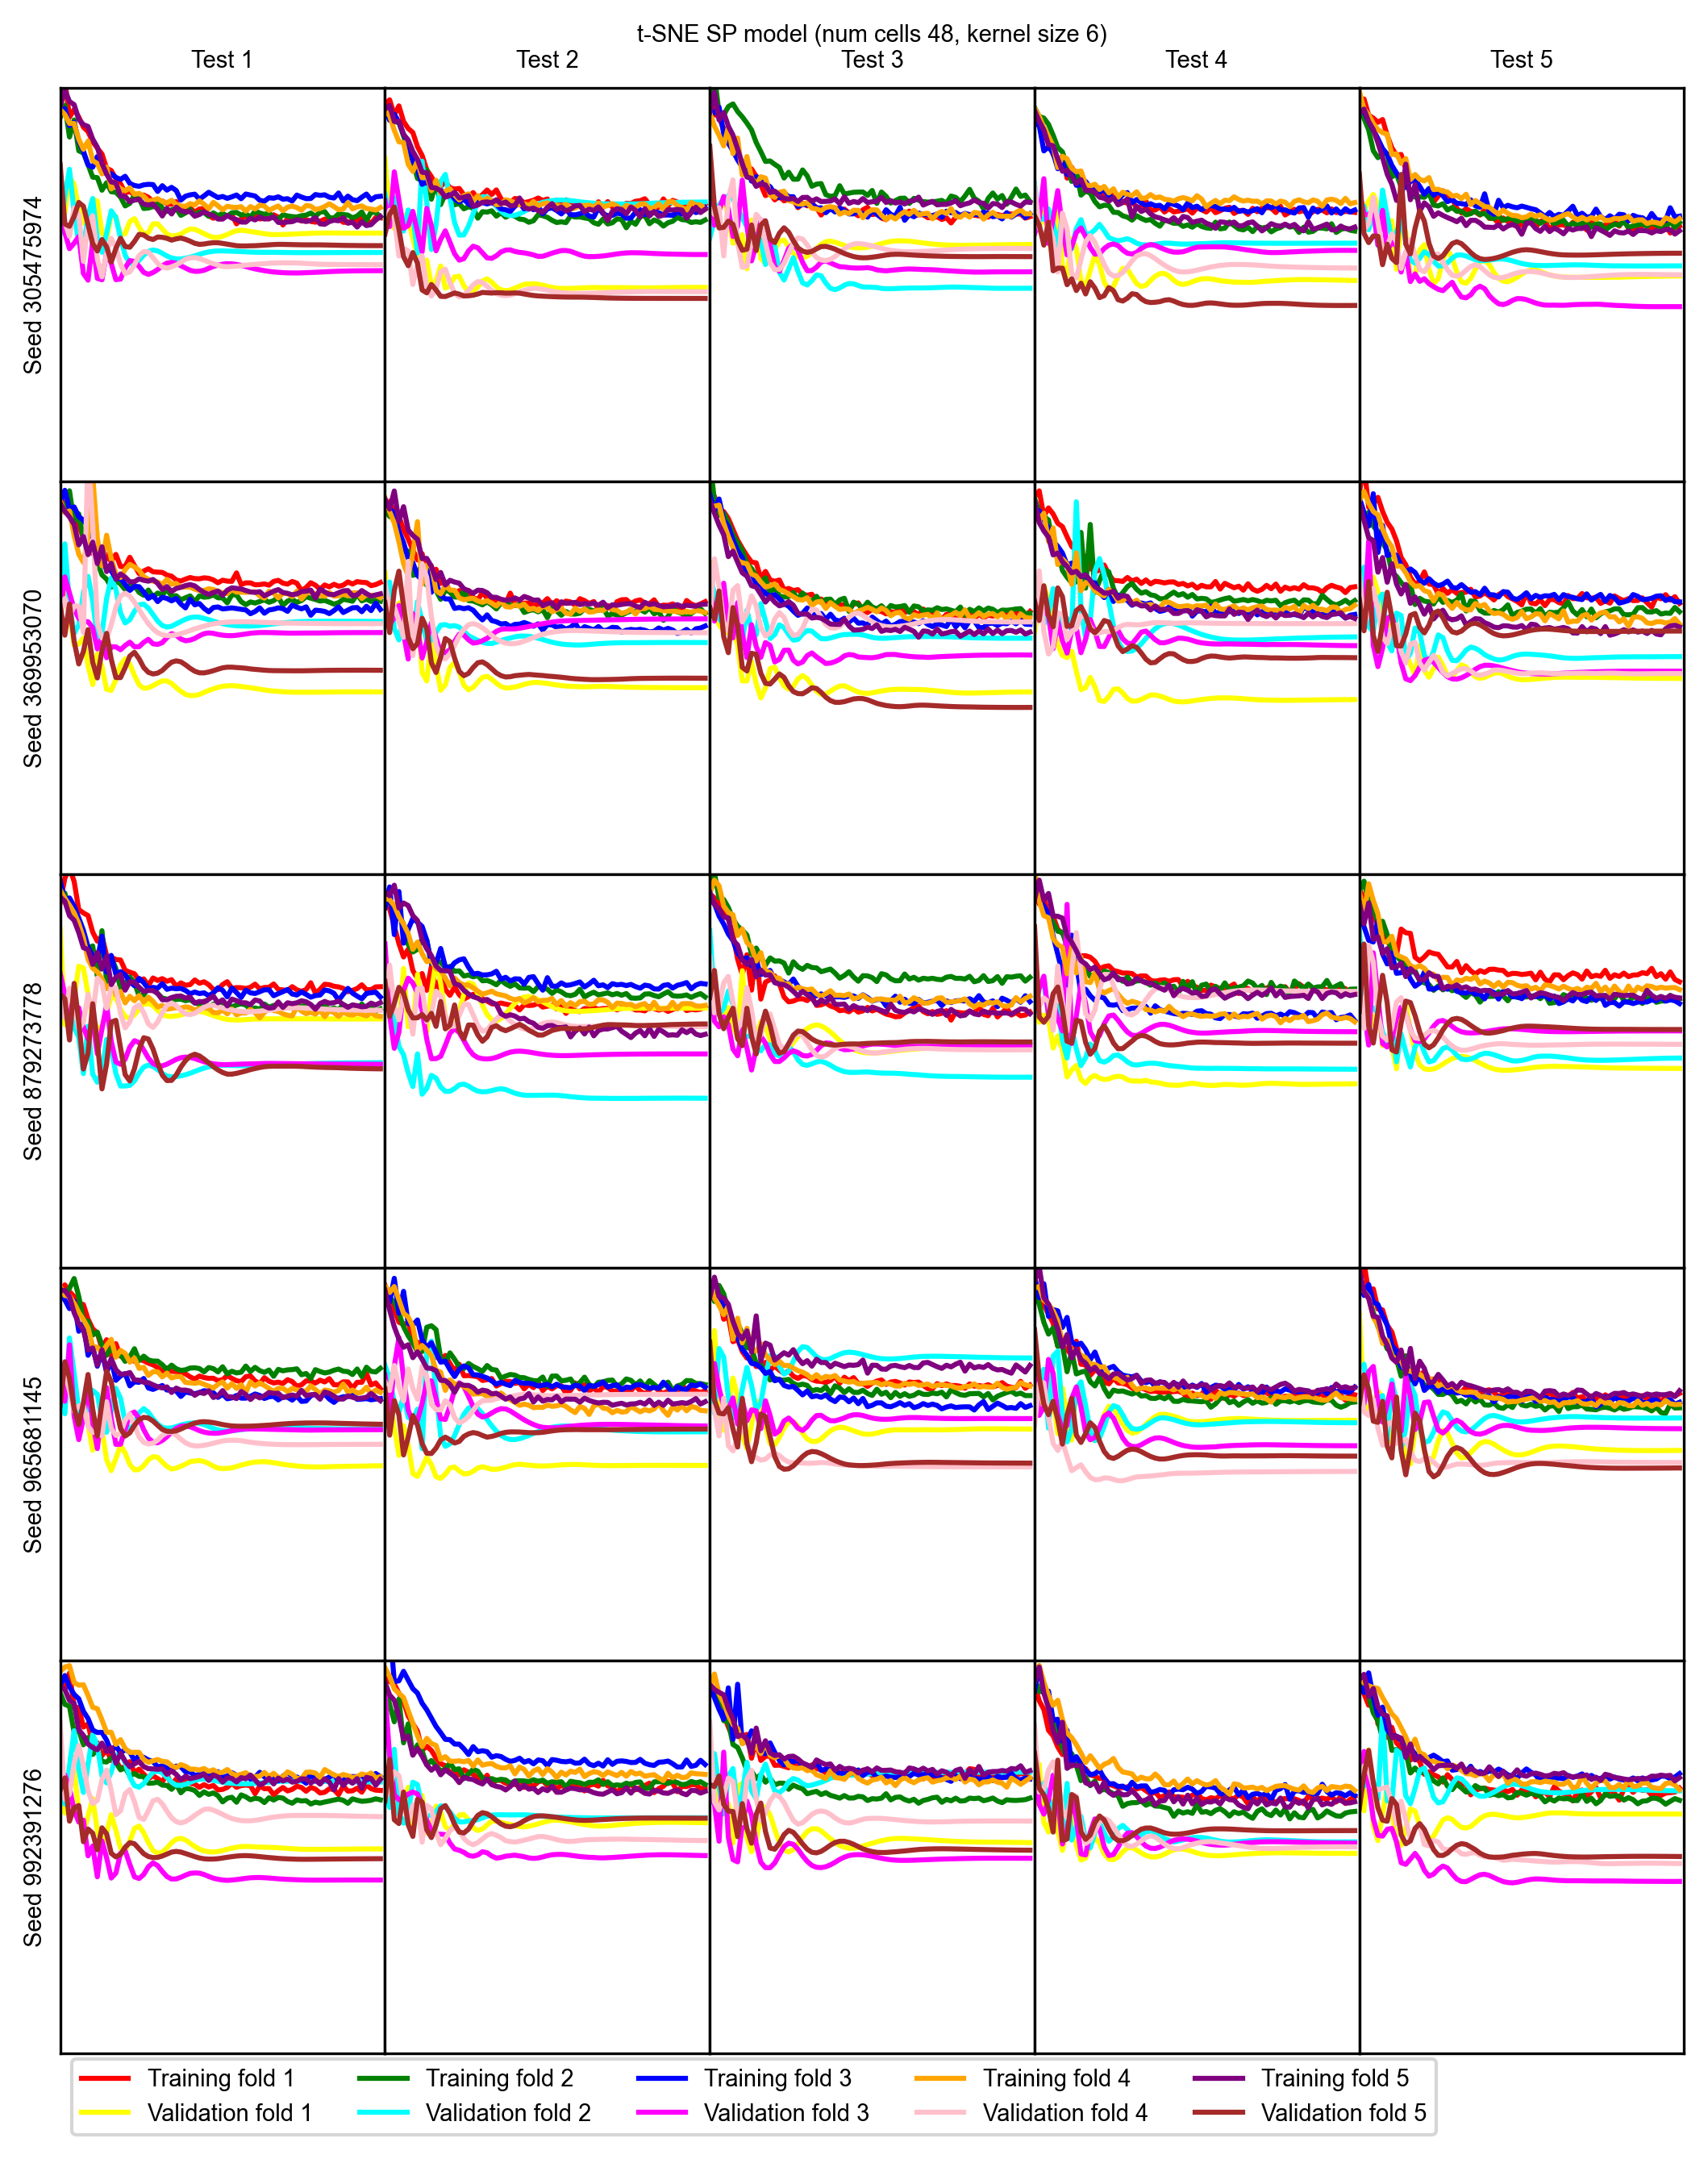 t-SNE SP model (num cells 48, kernel size 6)
Test 1 Test 2 Test 3 Test 4 Test 5
Seed 305475974
Seed 369953070
Seed 879273778
Seed 965681145
Seed 992391276
Training fold 1 Training fold 2 Training fold 3 Training fold 4 Training fold 5
Validation fold 1 Validation fold 2 Validation fold 3 Validation fold 4 Validation fold 5